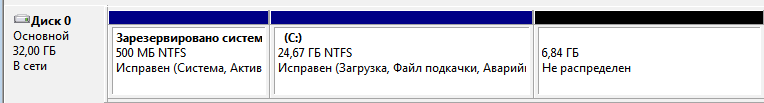 Диск 0
Основной
32,00 ГБ
В сети
Зарезервировано систем
500 МБ NTFS
Исправен (Система, Актив
(C:)
24,67 ГБ NTFS
Исправен (Загрузка, Файл подкачки, Аварий
6,84 ГБ
Не распределен